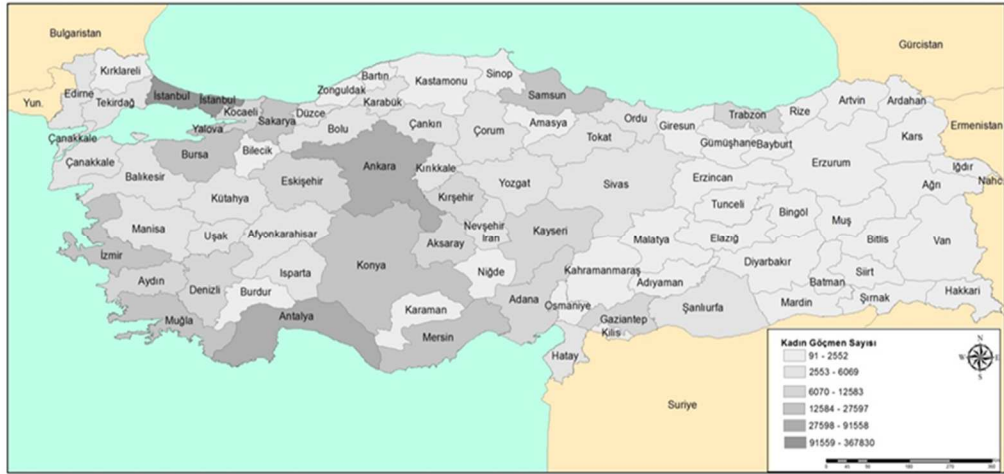 Bulgaristan
Gürcistan
Yun.
Ermenistan
Nahç
Suriye
Kırklareli
Edirne
Tekirdağ
İstanbul
İstanbul
Kocaeli
Yalova
Sakarya
Düzce
Zonguldak
Bartın
Karabük
Kastamonu
Sinop
Samsun
Bolu
Çankırı
Çorum
Amasya
Tokat
Ordu
Giresun
Trabzon
Rize
Artvin
Ardahan
Kars
Iğdır
Gümüşhane
Bayburt
Erzurum
Erzincan
Ağrı
Çanakkale
Çanakkale
Balıkesir
Bursa
Bilecik
Kütahya
Eskişehir
Ankara
Kırıkkale
Kırşehir
Yozgat
Sivas
Tunceli
Bingöl
Muş
Bitlis
Van
Manisa
Uşak
Afyonkarahisar
İzmir
Aydın
Denizli
Isparta
Burdur
Muğla
Antalya
Konya
Aksaray
Nevşehir
Iran
Niğde
Kayseri
Karaman
Mersin
Adana
Kahramanmaraş
Malatya
Elazığ
Adıyaman
Diyarbakır
Batman
Siirt
Şırnak
Hakkari
Mardin
Şanlıurfa
Gaziantep
Osmaniye
Kilis
Hatay
Kadın Göçmen Sayısı
91 - 2552
2553 - 6069
6070 - 12583
12584 - 27597
27598 - 91558
91559 - 367830
N
W
E
S